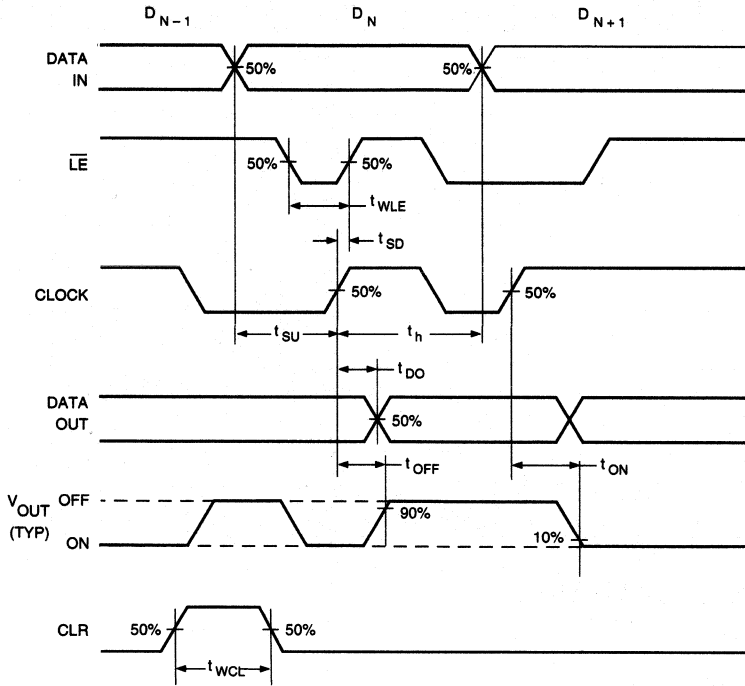 D N–1 D N D N+1
DATA IN 50% 50%
LE 50% 50%
t WLE
t SD
CLOCK 50% 50%
t SU t h
t DO
DATA OUT 50%
t OFF t ON
V OUT (TYP) OFF 90%
ON 10%
CLR 50% 50%
t WCL